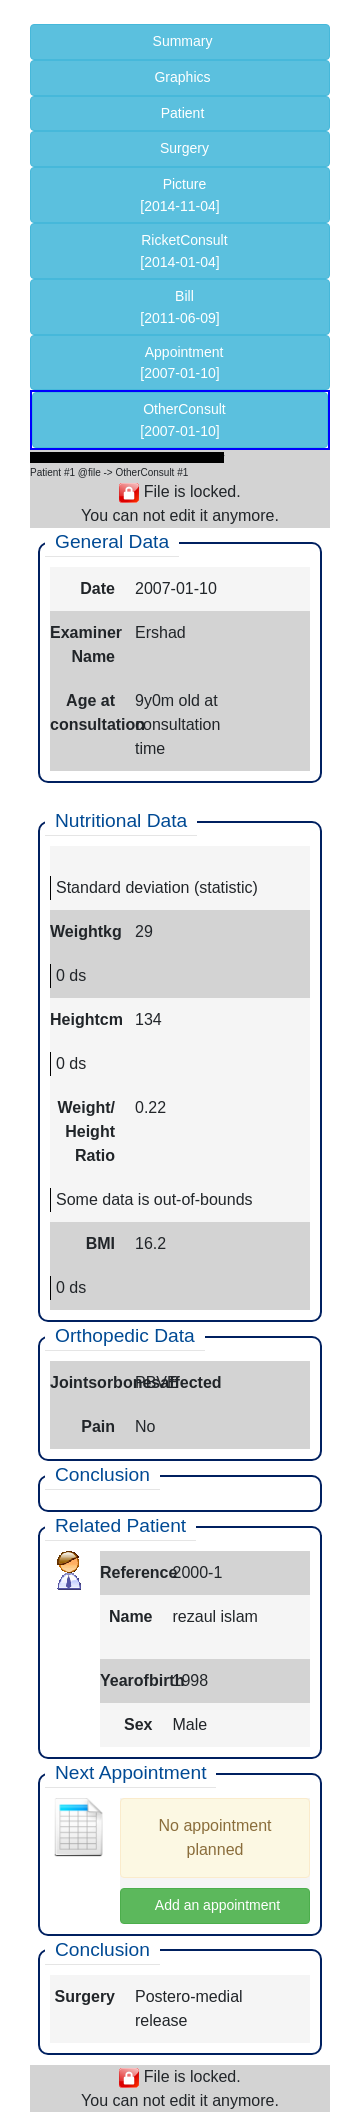 Summary
Graphics
Patient
Surgery
Picture
[2014-11-04]
RicketConsult
[2014-01-04]
Bill
[2011-06-09]
Appointment
[2007-01-10]
OtherConsult
[2007-01-10]
Patient #1 @file -> OtherConsult #1
File is locked.
You can not edit it anymore.
General Data
Date 2007-01-10
Examiner Ershad
Name
Age at 9y0m old at
consultation consultation
time
Nutritional Data
Standard deviation (statistic)
Weightkg 29
0 ds
Heightcm 134
0 ds
Weight/ 0.22
Height
Ratio
Some data is out-of-bounds
BMI 16.2
0 ds
Orthopedic Data
Jointsorbonesaffected
Pain No
Conclusion
Related Patient
Reference 2000-1
Name rezaul islam
Yearofbirth 1998
Sex Male
Next Appointment
No appointment
planned
Add an appointment
Conclusion
Surgery Postero-medial
release
File is locked.
You can not edit it anymore.